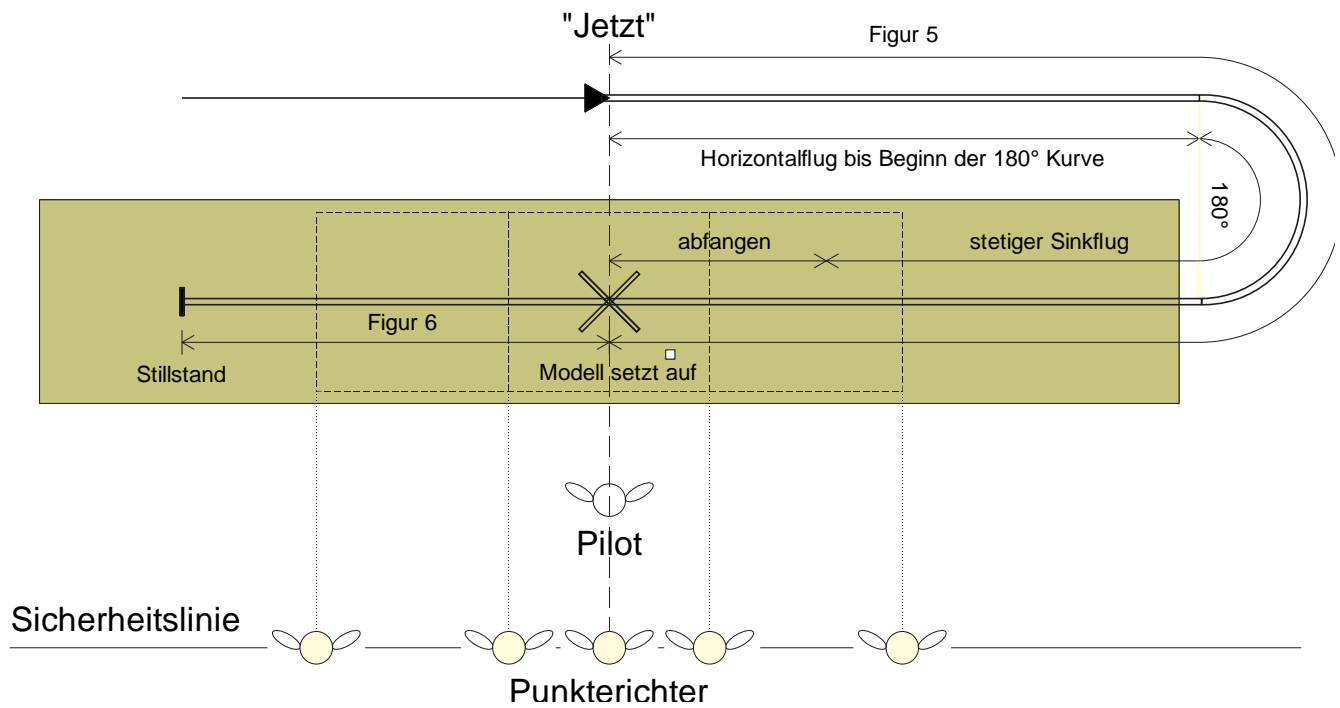 "Jetzt"
Figur 5
Horizontalflug bis Beginn der 180° Kurve
180°
abfangen
stetiger Sinkflug
Figur 6
Stillstand
Modell setzt auf
Pilot
Sicherheitslinie
Punkterichter